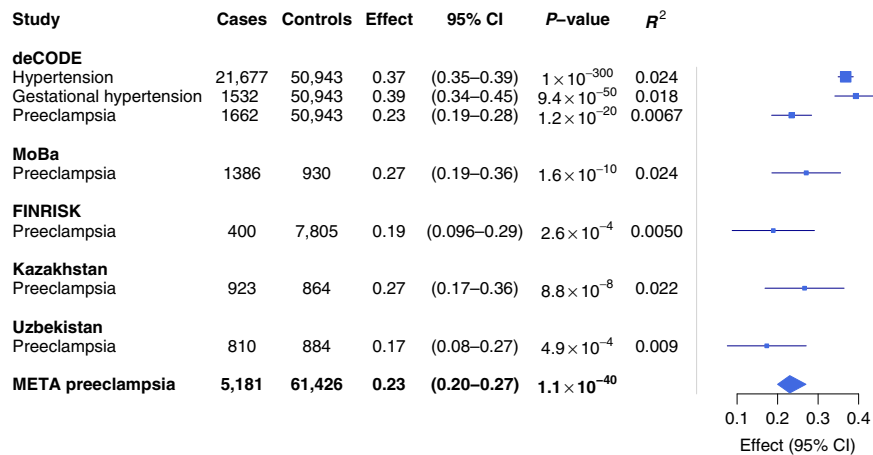 Study Cases Controls Effect 95% CI P–value R²
deCODE
Hypertension 21,677 50,943 0.37 (0.35–0.39) 1×10⁻³⁰⁰ 0.024
Gestational hypertension 1532 50,943 0.39 (0.34–0.45) 9.4×10⁻⁵⁰ 0.018
Preeclampsia 1662 50,943 0.23 (0.19–0.28) 1.2×10⁻²⁰ 0.0067
MoBa
Preeclampsia 1386 930 0.27 (0.19–0.36) 1.6×10⁻¹⁰ 0.024
FINRISK
Preeclampsia 400 7,805 0.19 (0.096–0.29) 2.6×10⁻⁴ 0.0050
Kazakhstan
Preeclampsia 923 864 0.27 (0.17–0.36) 8.8×10⁻⁸ 0.022
Uzbekistan
Preeclampsia 810 884 0.17 (0.08–0.27) 4.9×10⁻⁴ 0.009
META preeclampsia 5,181 61,426 0.23 (0.20–0.27) 1.1×10⁻⁴⁰
0.1 0.2 0.3 0.4
Effect (95% CI)